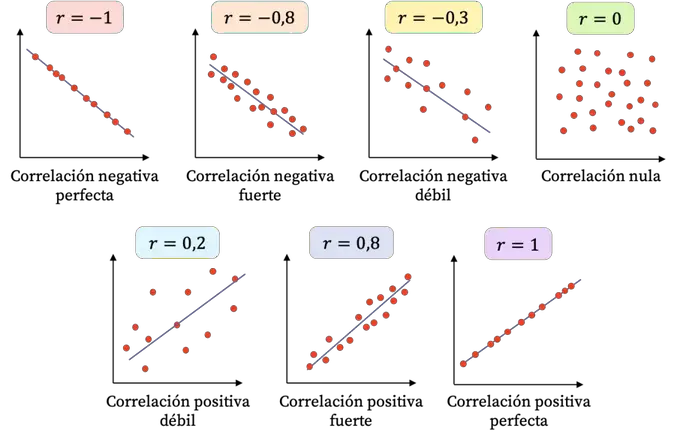 r = −1
r = −0,8
r = −0,3
r = 0
Correlación negativa
perfecta
Correlación negativa
fuerte
Correlación negativa
débil
Correlación nula
r = 0,2
r = 0,8
r = 1
Correlación positiva
débil
Correlación positiva
fuerte
Correlación positiva
perfecta